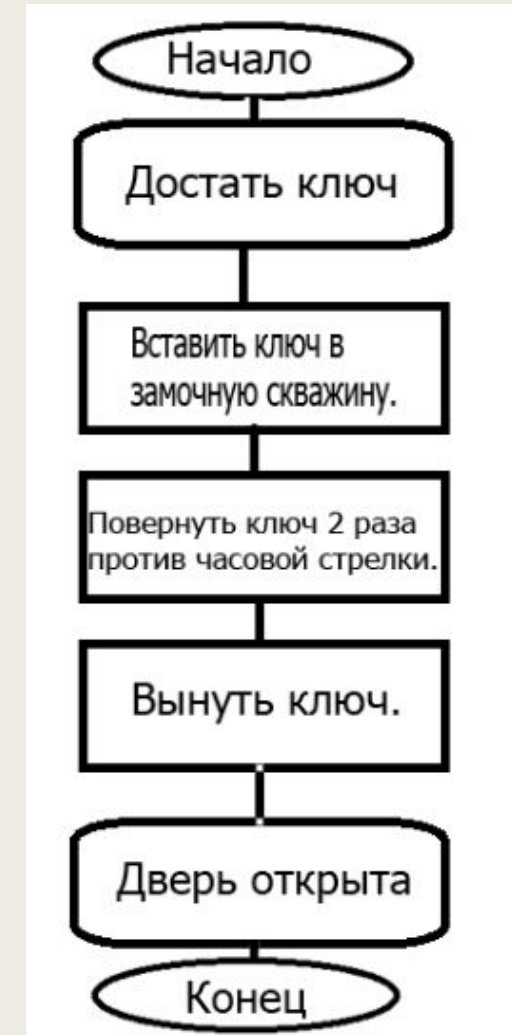 Начало
Достать ключ
Вставить ключ в
замочную скважину.
Повернуть ключ 2 раза
против часовой стрелки.
Вынуть ключ.
Дверь открыта
Конец